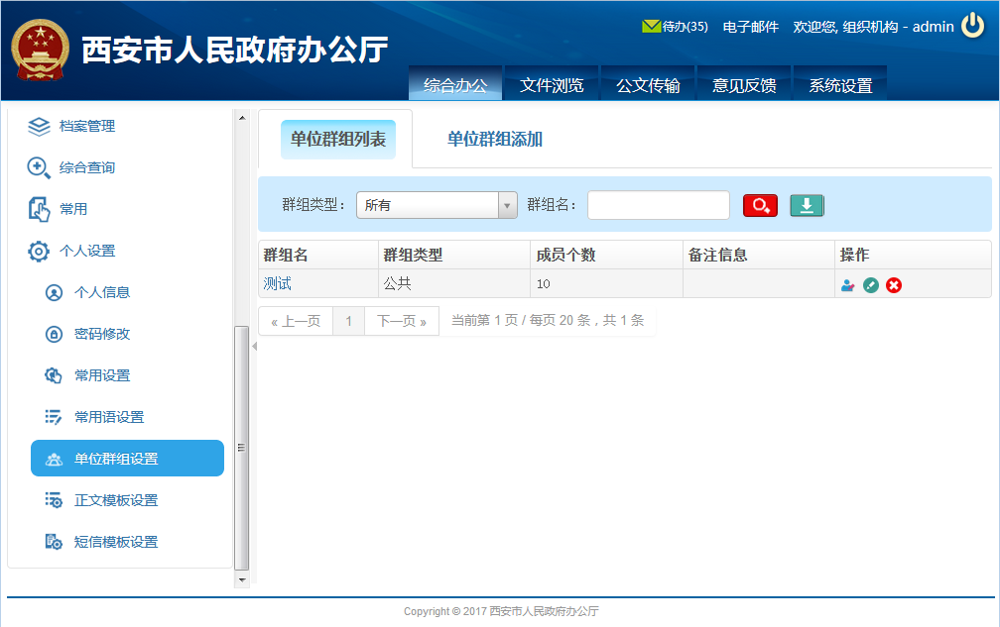 待办(35) 电子邮件 欢迎您, 组织机构 - admin
西安市人民政府办公厅
综合办公 文件浏览 公文传输 意见反馈 系统设置
档案管理
综合查询
常用
个人设置
个人信息
密码修改
常用设置
常用语设置
单位群组设置
正文模板设置
短信模板设置
单位群组列表 单位群组添加
群组类型： 所有 群组名：
群组名 群组类型 成员个数 备注信息 操作
测试 公共 10
« 上一页 1 下一页 » 当前第 1 页 / 每页 20 条，共 1 条
Copyright © 2017 西安市人民政府办公厅